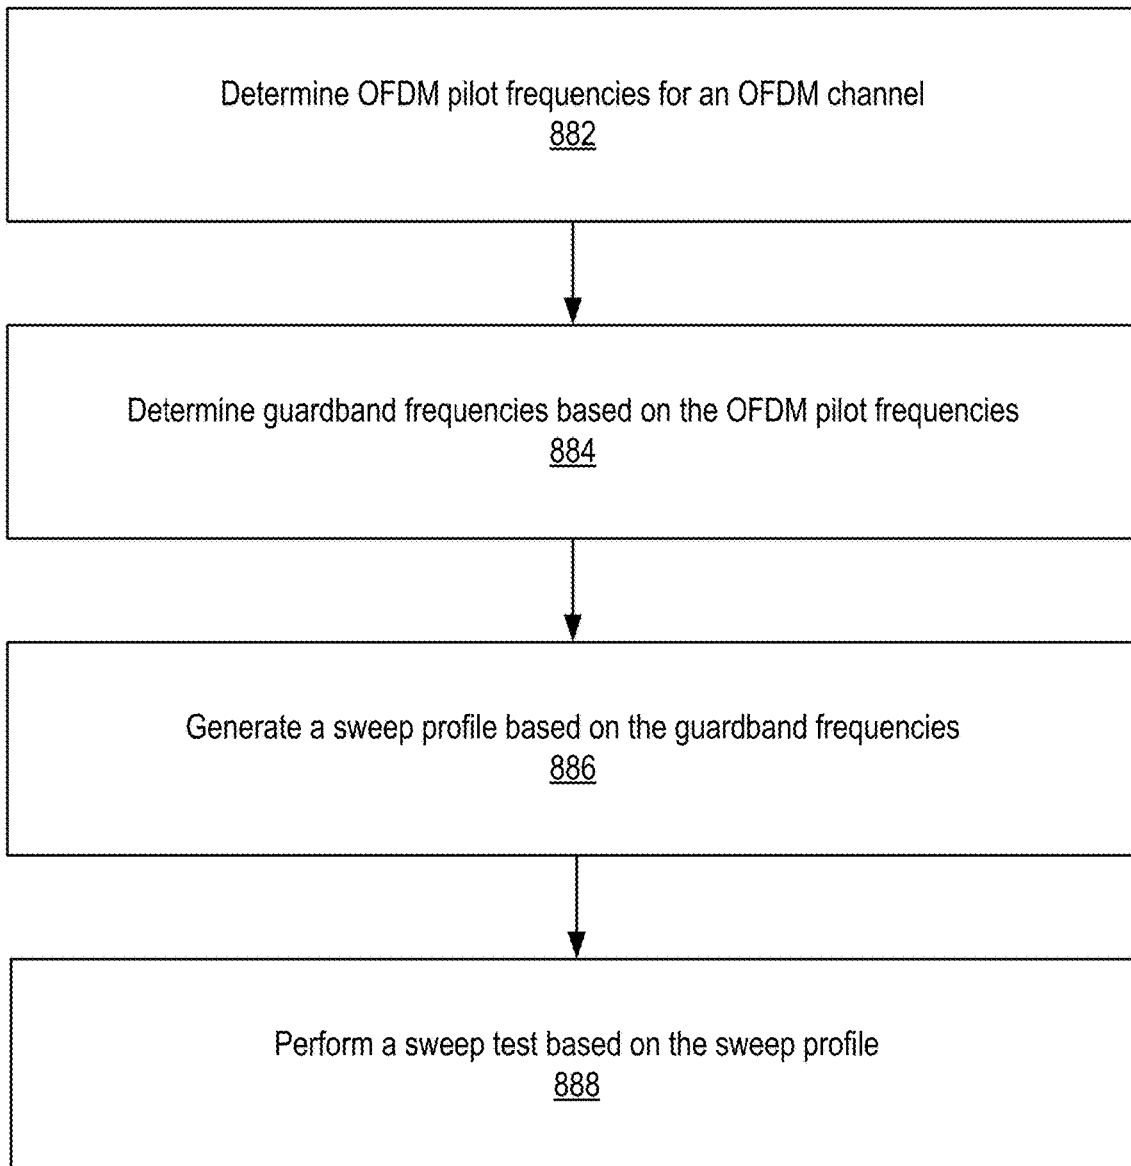 Determine OFDM pilot frequencies for an OFDM channel
882
Determine guardband frequencies based on the OFDM pilot frequencies
884
Generate a sweep profile based on the guardband frequencies
886
Perform a sweep test based on the sweep profile
888